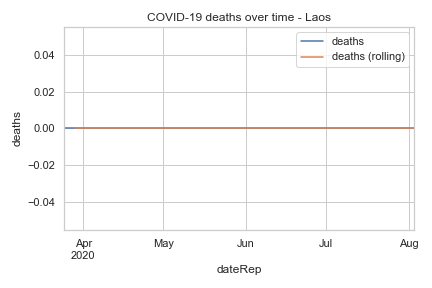 COVID-19 deaths over time - Laos
deaths
deaths (rolling)
0.04
0.02
0.00
−0.02
−0.04
deaths
Apr
2020
May
Jun
Jul
Aug
dateRep